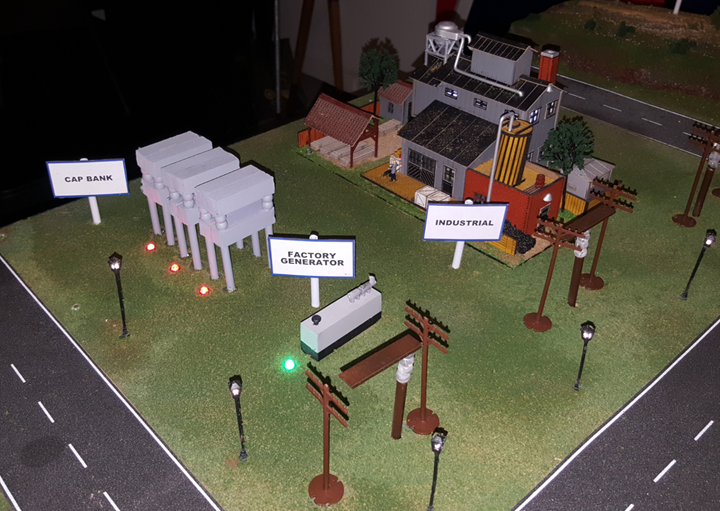 CAP BANK
INDUSTRIAL
FACTORY
GENERATOR